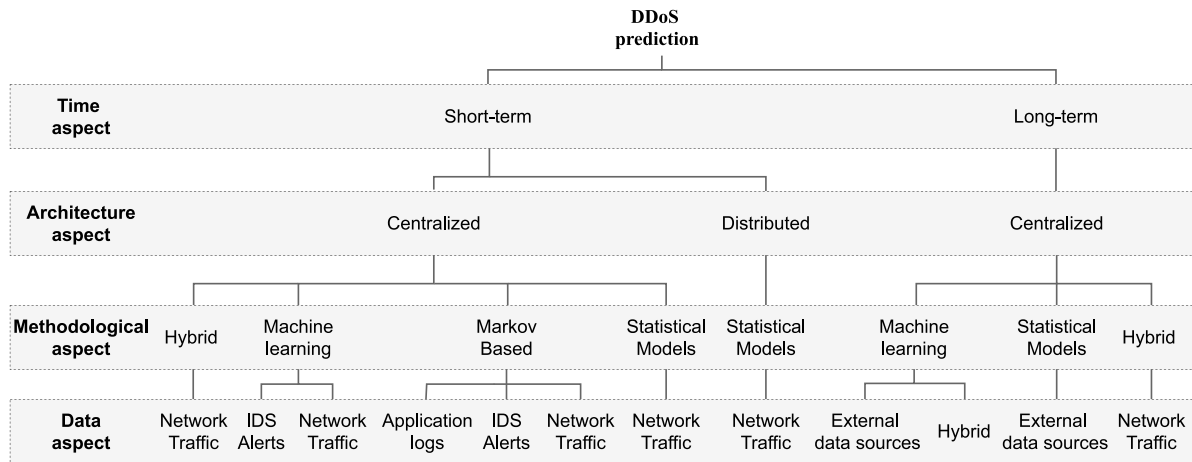 DDoS
prediction
Time
aspect
Short-term
Long-term
Architecture
aspect
Centralized
Distributed
Centralized
Methodological
aspect
Hybrid
Machine
learning
Markov
Based
Statistical
Models
Statistical
Models
Machine
learning
Statistical
Models
Hybrid
Data
aspect
Network
Traffic
IDS
Alerts
Network
Traffic
Application
logs
IDS
Alerts
Network
Traffic
Network
Traffic
Network
Traffic
External
data sources
Hybrid
External
data sources
Network
Traffic